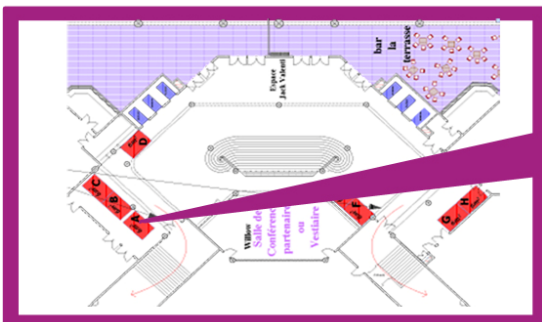 bar
la
terrasse
Espace
Jack Valenti
D
C
B
A
F
G
H
Willow
Salle de
Conférence
partenaire
ou
Vestiaire